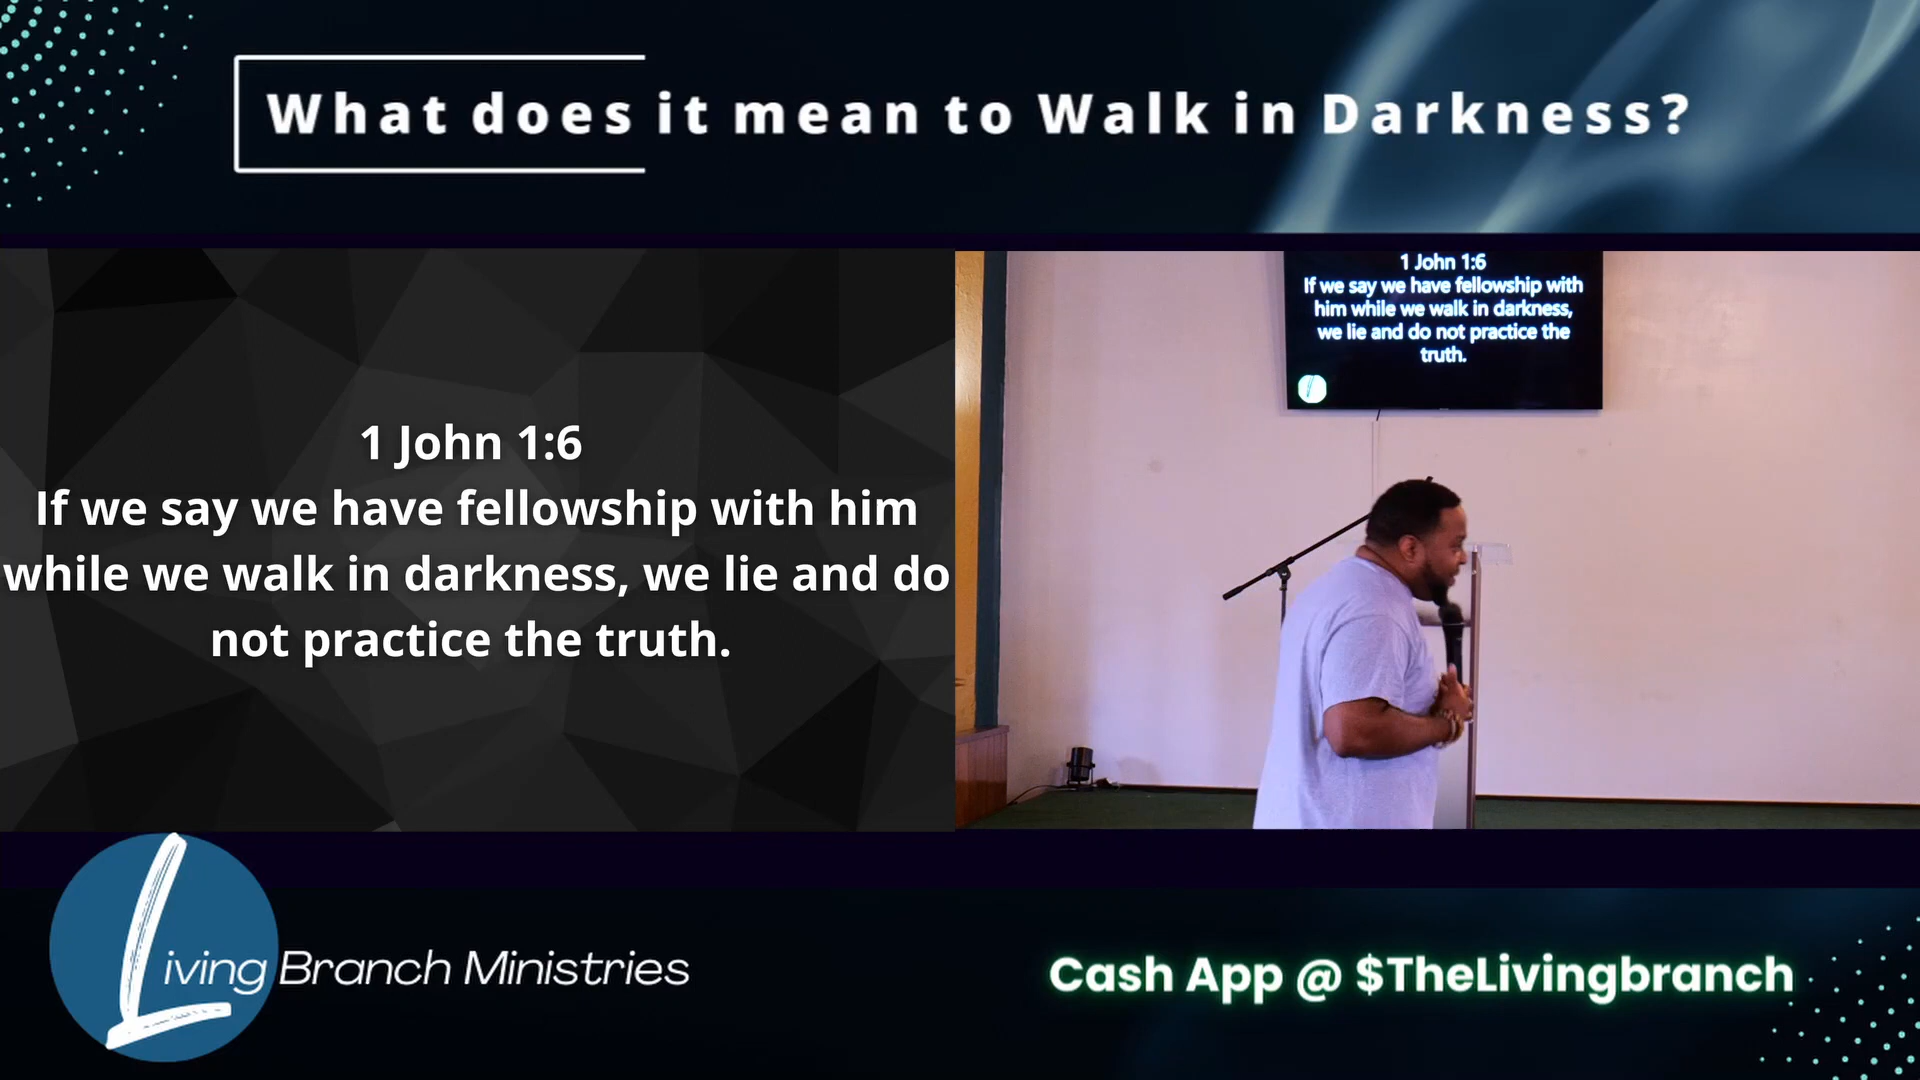 What does it mean to Walk in Darkness?
1 John 1:6
If we say we have fellowship with him
while we walk in darkness, we lie and do
not practice the truth.
1 John 1:6
If we say we have fellowship with
him while we walk in darkness,
we lie and do not practice the
truth.
Living Branch Ministries
Cash App @ $TheLivingbranch